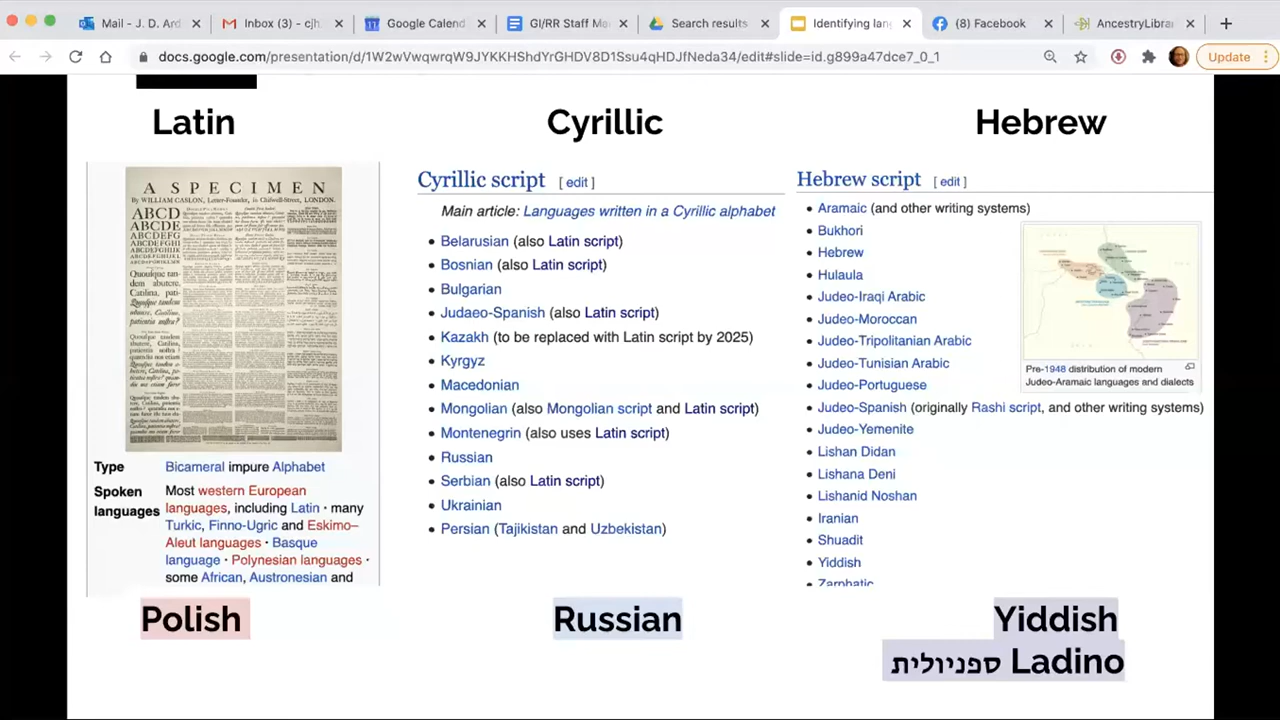 Mail - J. D. Ard
Inbox (3) - cjh.
Google Calend
GI/RR Staff Me
Search results
Identifying lan
(8) Facebook
AncestryLibra
docs.google.com/presentation/d/1W2wVwqwrqW9JYKKHShdYrGHDV8D1Ssu4qHDJfNeda34/edit#slide=id.g899a47dce7_0_1
Update
Latin
Cyrillic
Hebrew
A SPECIMEN
By WILLIAM CASLON, Letter-Founder, in Chiswell-Street, LONDON.
ABCD
ABCDE
ABCDEFG
Type Bicameral impure Alphabet
Spoken languages Most western European
languages, including Latin · many
Turkic, Finno-Ugric and Eskimo–
Aleut languages · Basque
language · Polynesian languages ·
some African, Austronesian and
Polish
Cyrillic script [ edit ]
Main article: Languages written in a Cyrillic alphabet
• Belarusian (also Latin script)
• Bosnian (also Latin script)
• Bulgarian
• Judaeo-Spanish (also Latin script)
• Kazakh (to be replaced with Latin script by 2025)
• Kyrgyz
• Macedonian
• Mongolian (also Mongolian script and Latin script)
• Montenegrin (also uses Latin script)
• Russian
• Serbian (also Latin script)
• Ukrainian
• Persian (Tajikistan and Uzbekistan)
Russian
Hebrew script [ edit ]
• Aramaic (and other writing systems)
• Bukhori
• Hebrew
• Hulaula
• Judeo-Iraqi Arabic
• Judeo-Moroccan
• Judeo-Tripolitanian Arabic
• Judeo-Tunisian Arabic
• Judeo-Portuguese
• Judeo-Spanish (originally Rashi script, and other writing systems)
• Judeo-Yemenite
• Lishan Didan
• Lishana Deni
• Lishanid Noshan
• Iranian
• Shuadit
• Yiddish
• Zarphatic
Pre-1948 distribution of modern
Judeo-Aramaic languages and dialects
Yiddish
ספניולית Ladino